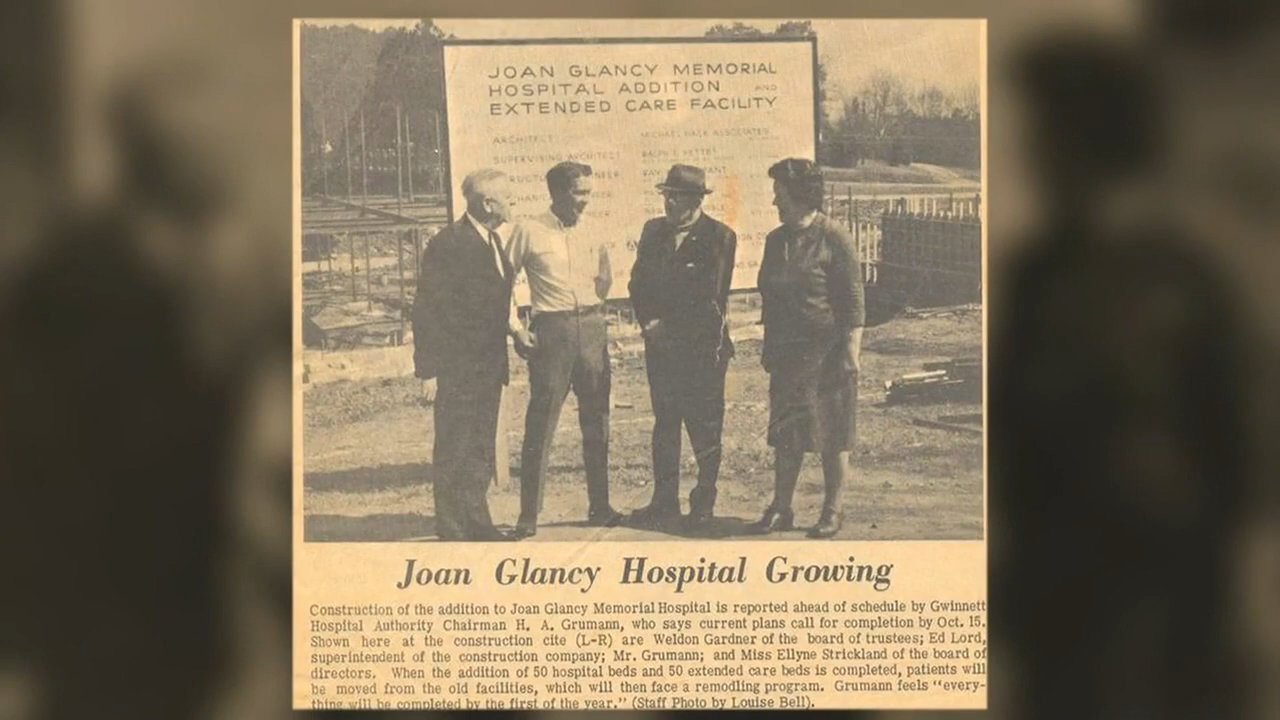 JOAN GLANCY MEMORIAL
HOSPITAL ADDITION AND
EXTENDED CARE FACILITY
ARCHITECT
SUPERVISING ARCHITECT
Joan Glancy Hospital Growing
Construction of the addition to Joan Glancy Memorial Hospital is reported ahead of schedule by Gwinnett
Hospital Authority Chairman H. A. Grumann, who says current plans call for completion by Oct. 15.
Shown here at the construction cite (L-R) are Weldon Gardner of the board of trustees; Ed Lord,
superintendent of the construction company; Mr. Grumann; and Miss Ellyne Strickland of the board of
directors. When the addition of 50 hospital beds and 50 extended care beds is completed, patients will
be moved from the old facilities, which will then face a remodling program. Grumann feels "every-
thing will be completed by the first of the year." (Staff Photo by Louise Bell).